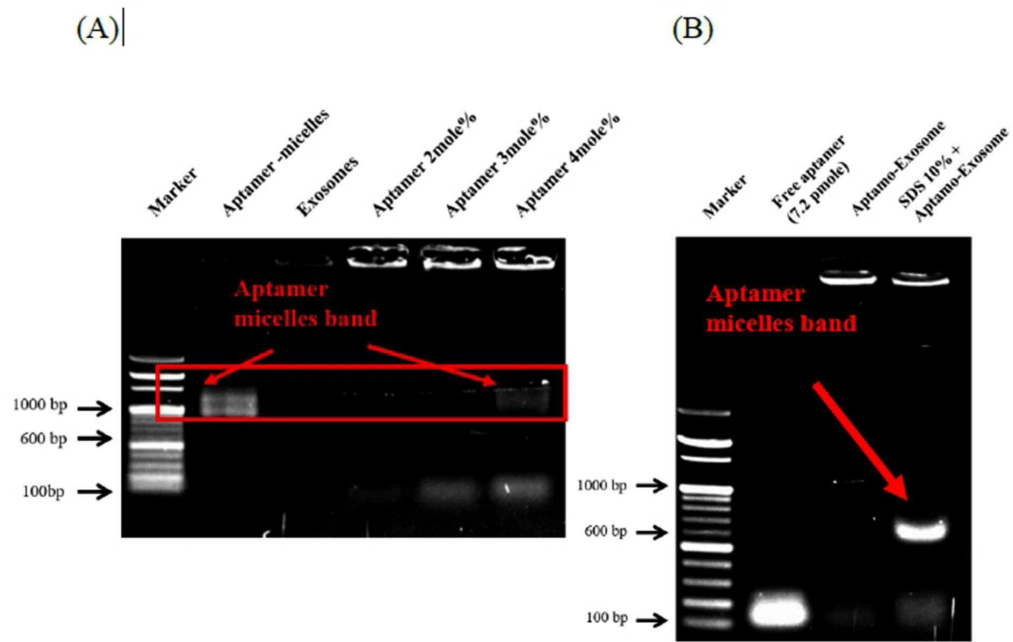 (A)
(B)
Marker
Aptamer -micelles
Exosomes
Aptamer 2mole%
Aptamer 3mole%
Aptamer 4mole%
Aptamer
micelles band
1000 bp
600 bp
100bp
Marker
Free aptamer
(7.2 pmole)
Aptamo-Exosome
SDS 10% +
Aptamo-Exosome
Aptamer
micelles band
1000 bp
600 bp
100 bp